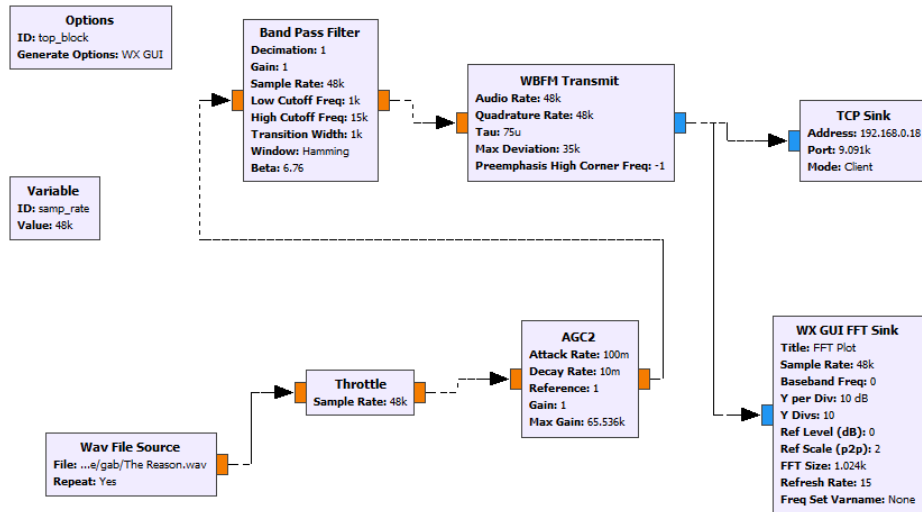 Options
ID: top_block
Generate Options: WX GUI
Variable
ID: samp_rate
Value: 48k
Band Pass Filter
Decimation: 1
Gain: 1
Sample Rate: 48k
Low Cutoff Freq: 1k
High Cutoff Freq: 15k
Transition Width: 1k
Window: Hamming
Beta: 6.76
WBFM Transmit
Audio Rate: 48k
Quadrature Rate: 48k
Tau: 75u
Max Deviation: 35k
Preemphasis High Corner Freq: -1
TCP Sink
Address: 192.168.0.18
Port: 9.091k
Mode: Client
Wav File Source
File: ...e/gab/The Reason.wav
Repeat: Yes
Throttle
Sample Rate: 48k
AGC2
Attack Rate: 100m
Decay Rate: 10m
Reference: 1
Gain: 1
Max Gain: 65.536k
WX GUI FFT Sink
Title: FFT Plot
Sample Rate: 48k
Baseband Freq: 0
Y per Div: 10 dB
Y Divs: 10
Ref Level (dB): 0
Ref Scale (p2p): 2
FFT Size: 1.024k
Refresh Rate: 15
Freq Set Varname: None